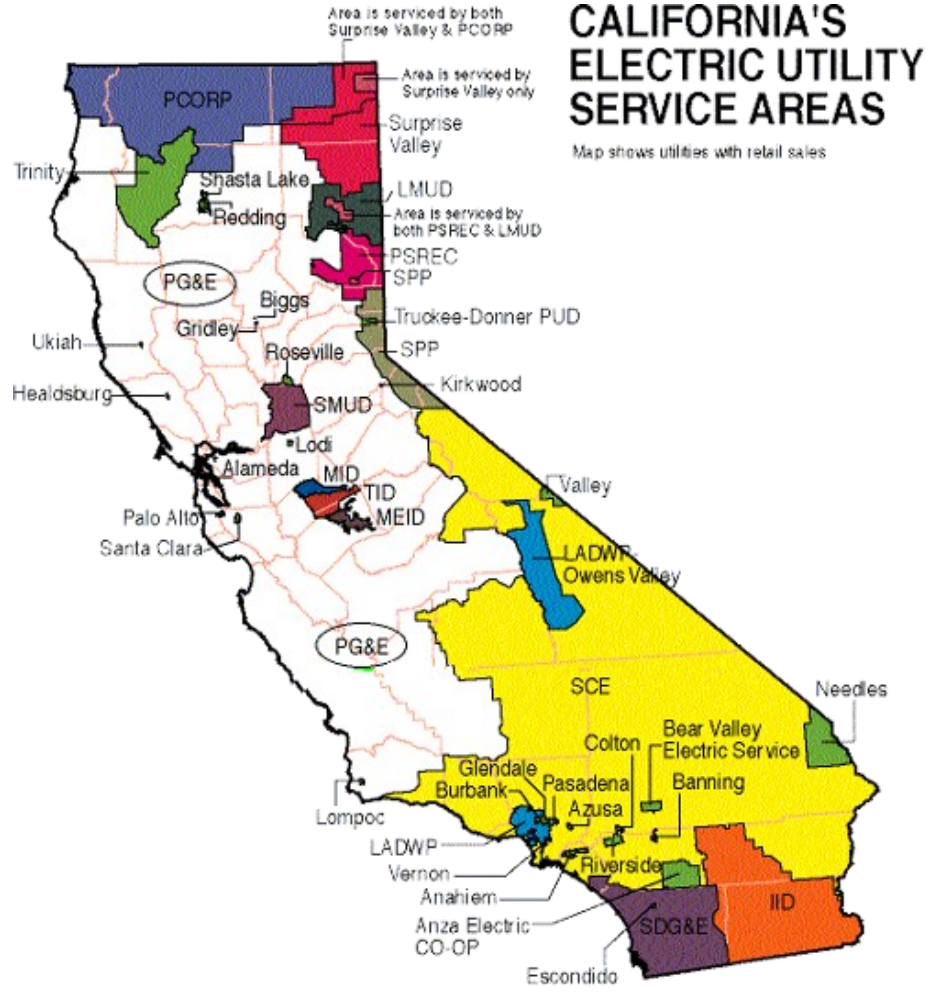 Area is serviced by both
Surprise Valley & PCORP
CALIFORNIA'S
ELECTRIC UTILITY
SERVICE AREAS
Map shows utilities with retail sales
Area is serviced by
Surprise Valley only
PCORP
Surprise
Valley
Trinity
Shasta Lake
Redding
LMUD
Area is serviced by
both PSREC & LMUD
PSREC
SPP
PG&E
Biggs
Gridley
Truckee-Donner PUD
Ukiah
Roseville
SPP
Healdsburg
Kirkwood
SMUD
Lodi
Alameda
MID
TID
Valley
Palo Alto
MEID
Santa Clara
LADWP-
Owens Valley
PG&E
SCE
Needles
Colton
Bear Valley
Electric Service
Glendale
Burbank
Pasadena
Azusa
Banning
Lompoc
LADWP
Vernon
Riverside
Anahiem
Anza Electric
CO-OP
SDG&E
IID
Escondido